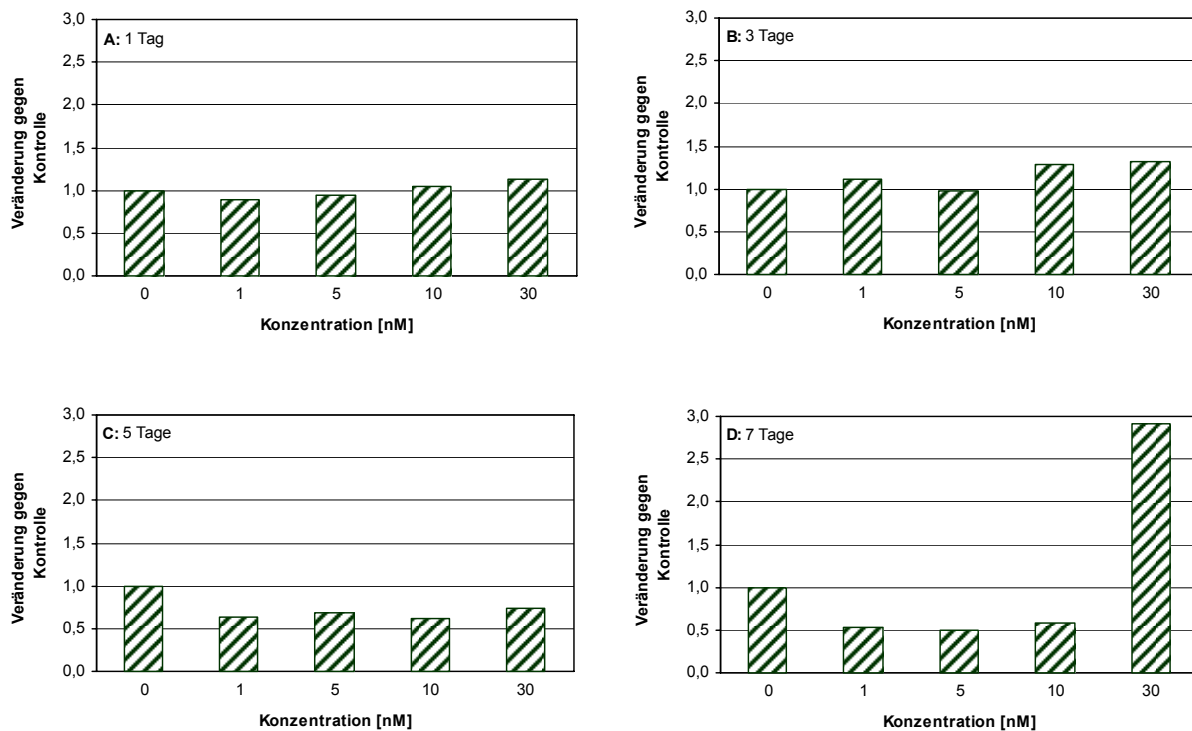 A: 1 Tag
3,0
2,5
2,0
1,5
1,0
0,5
0,0
Veränderung gegen
Kontrolle
0 1 5 10 30
Konzentration [nM]
B: 3 Tage
3,0
2,5
2,0
1,5
1,0
0,5
0,0
Veränderung gegen
Kontrolle
0 1 5 10 30
Konzentration [nM]
C: 5 Tage
3,0
2,5
2,0
1,5
1,0
0,5
0,0
Veränderung gegen
Kontrolle
0 1 5 10 30
Konzentration [nM]
D: 7 Tage
3,0
2,5
2,0
1,5
1,0
0,5
0,0
Veränderung gegen
Kontrolle
0 1 5 10 30
Konzentration [nM]